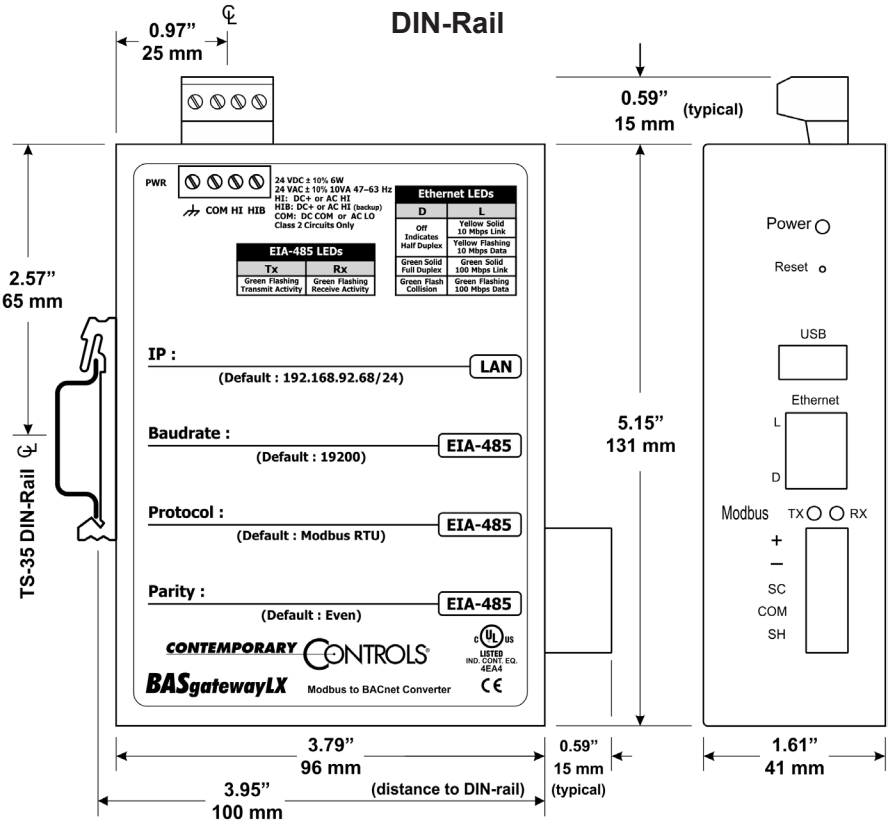 DIN-Rail
℄
0.97”
25 mm
0.59”
15 mm
(typical)
PWR
COM HI HIB
24 VDC ± 10% 6W
24 VAC ± 10% 10VA 47–63 Hz
HI: DC+ or AC HI
HIB: DC+ or AC HI (backup)
COM: DC COM or AC LO
Class 2 Circuits Only
Ethernet LEDs
D L
Off Indicates Half Duplex
Yellow Solid 10 Mbps Link
Yellow Flashing 10 Mbps Data
Green Solid Full Duplex
Green Solid 100 Mbps Link
Green Flash Collision
Green Flashing 100 Mbps Data
EIA-485 LEDs
Tx Rx
Green Flashing Transmit Activity
Green Flashing Receive Activity
2.57”
65 mm
TS-35 DIN-Rail ℄
IP :
LAN
(Default : 192.168.92.68/24)
Baudrate :
EIA-485
(Default : 19200)
Protocol :
EIA-485
(Default : Modbus RTU)
Parity :
EIA-485
(Default : Even)
CONTEMPORARY CONTROLS®
BASgatewayLX Modbus to BACnet Converter
C UL US
LISTED
IND. CONT. EQ.
4EA4
CE
5.15”
131 mm
Power
Reset
USB
Ethernet
L
D
Modbus TX RX
+
–
SC
COM
SH
3.79”
96 mm
0.59”
15 mm
(typical)
3.95”
100 mm
(distance to DIN-rail)
1.61”
41 mm